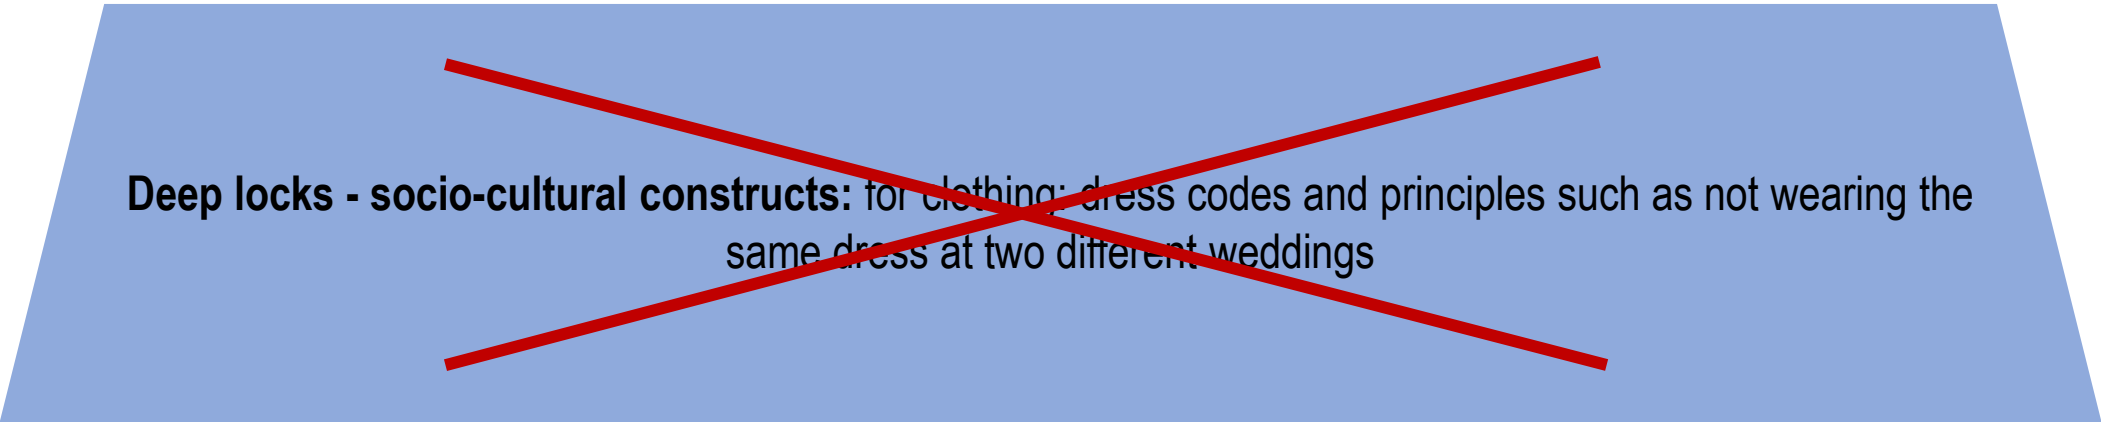 Deep locks - socio-cultural constructs: for clothing: dress codes and principles such as not wearing the
same dress at two different weddings